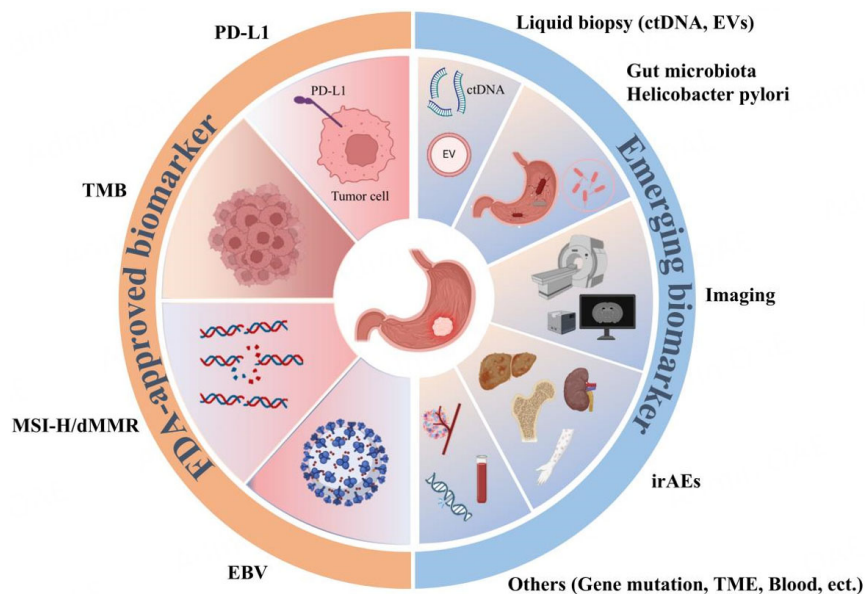 PD-L1
Liquid biopsy (ctDNA, EVs)
Gut microbiota
Helicobacter pylori
PD-L1
ctDNA
EV
Tumor cell
TMB
FDA-approved biomarker
Emerging biomarker
Imaging
MSI-H/dMMR
irAEs
EBV
Others (Gene mutation, TME, Blood, ect.)